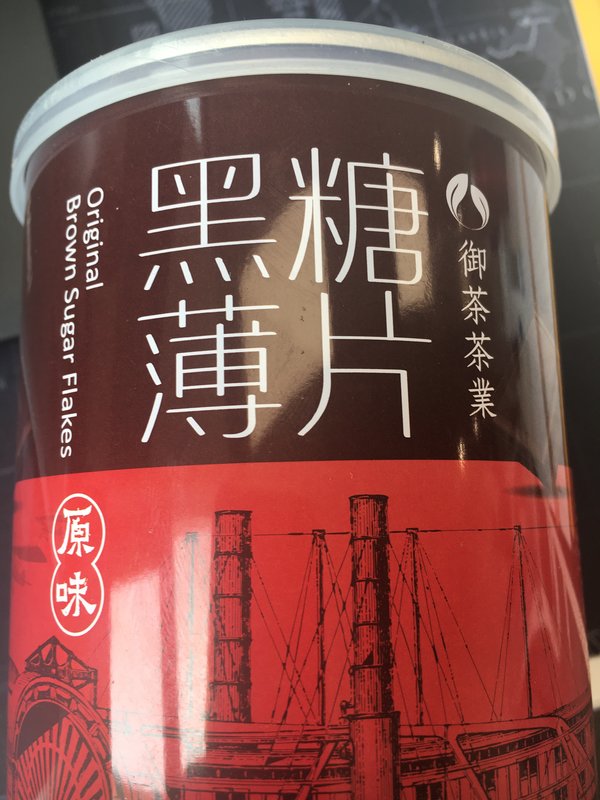 黑糖
薄片
御茶茶業
Original
Brown Sugar Flakes
原味